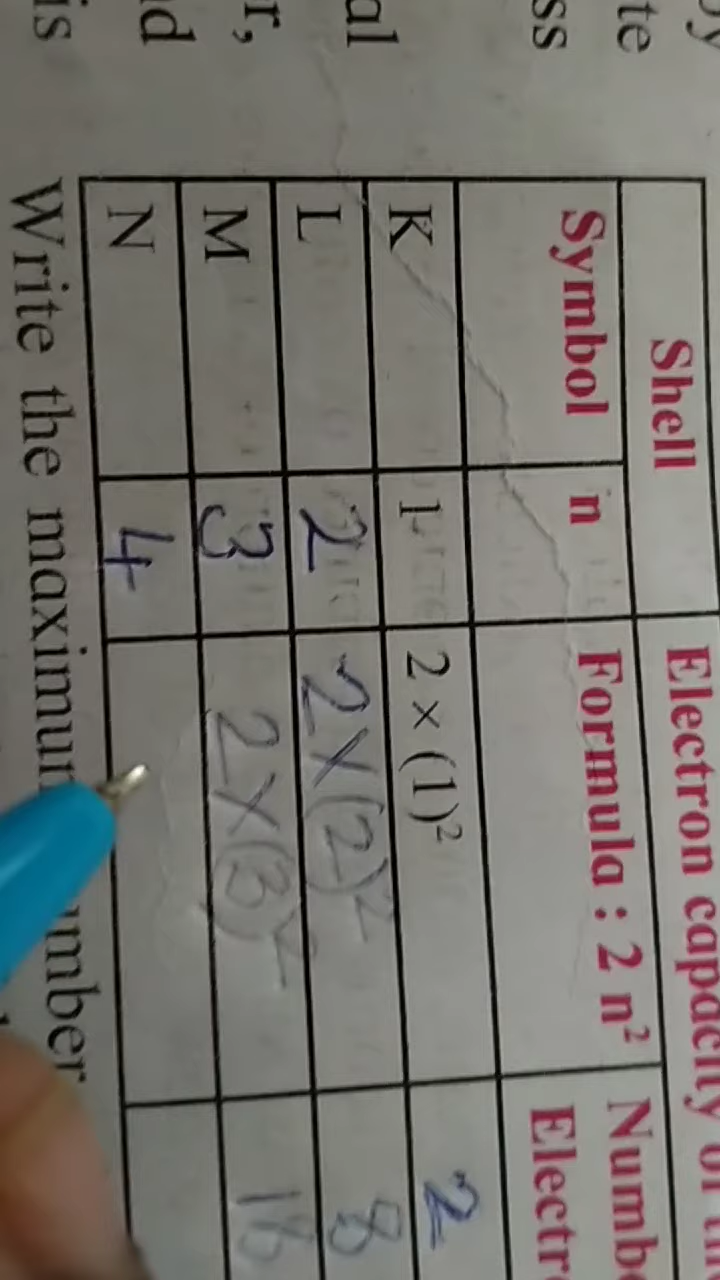 Shell Electron capacity of
Symbol n Formula : 2 n² Numb
Electr
K 1 2 × (1)² 2
L 2 2×(2)² 8
M 3 2×(3)² 18
N 4
Write the maximum number
te
ss
al
r,
d
is